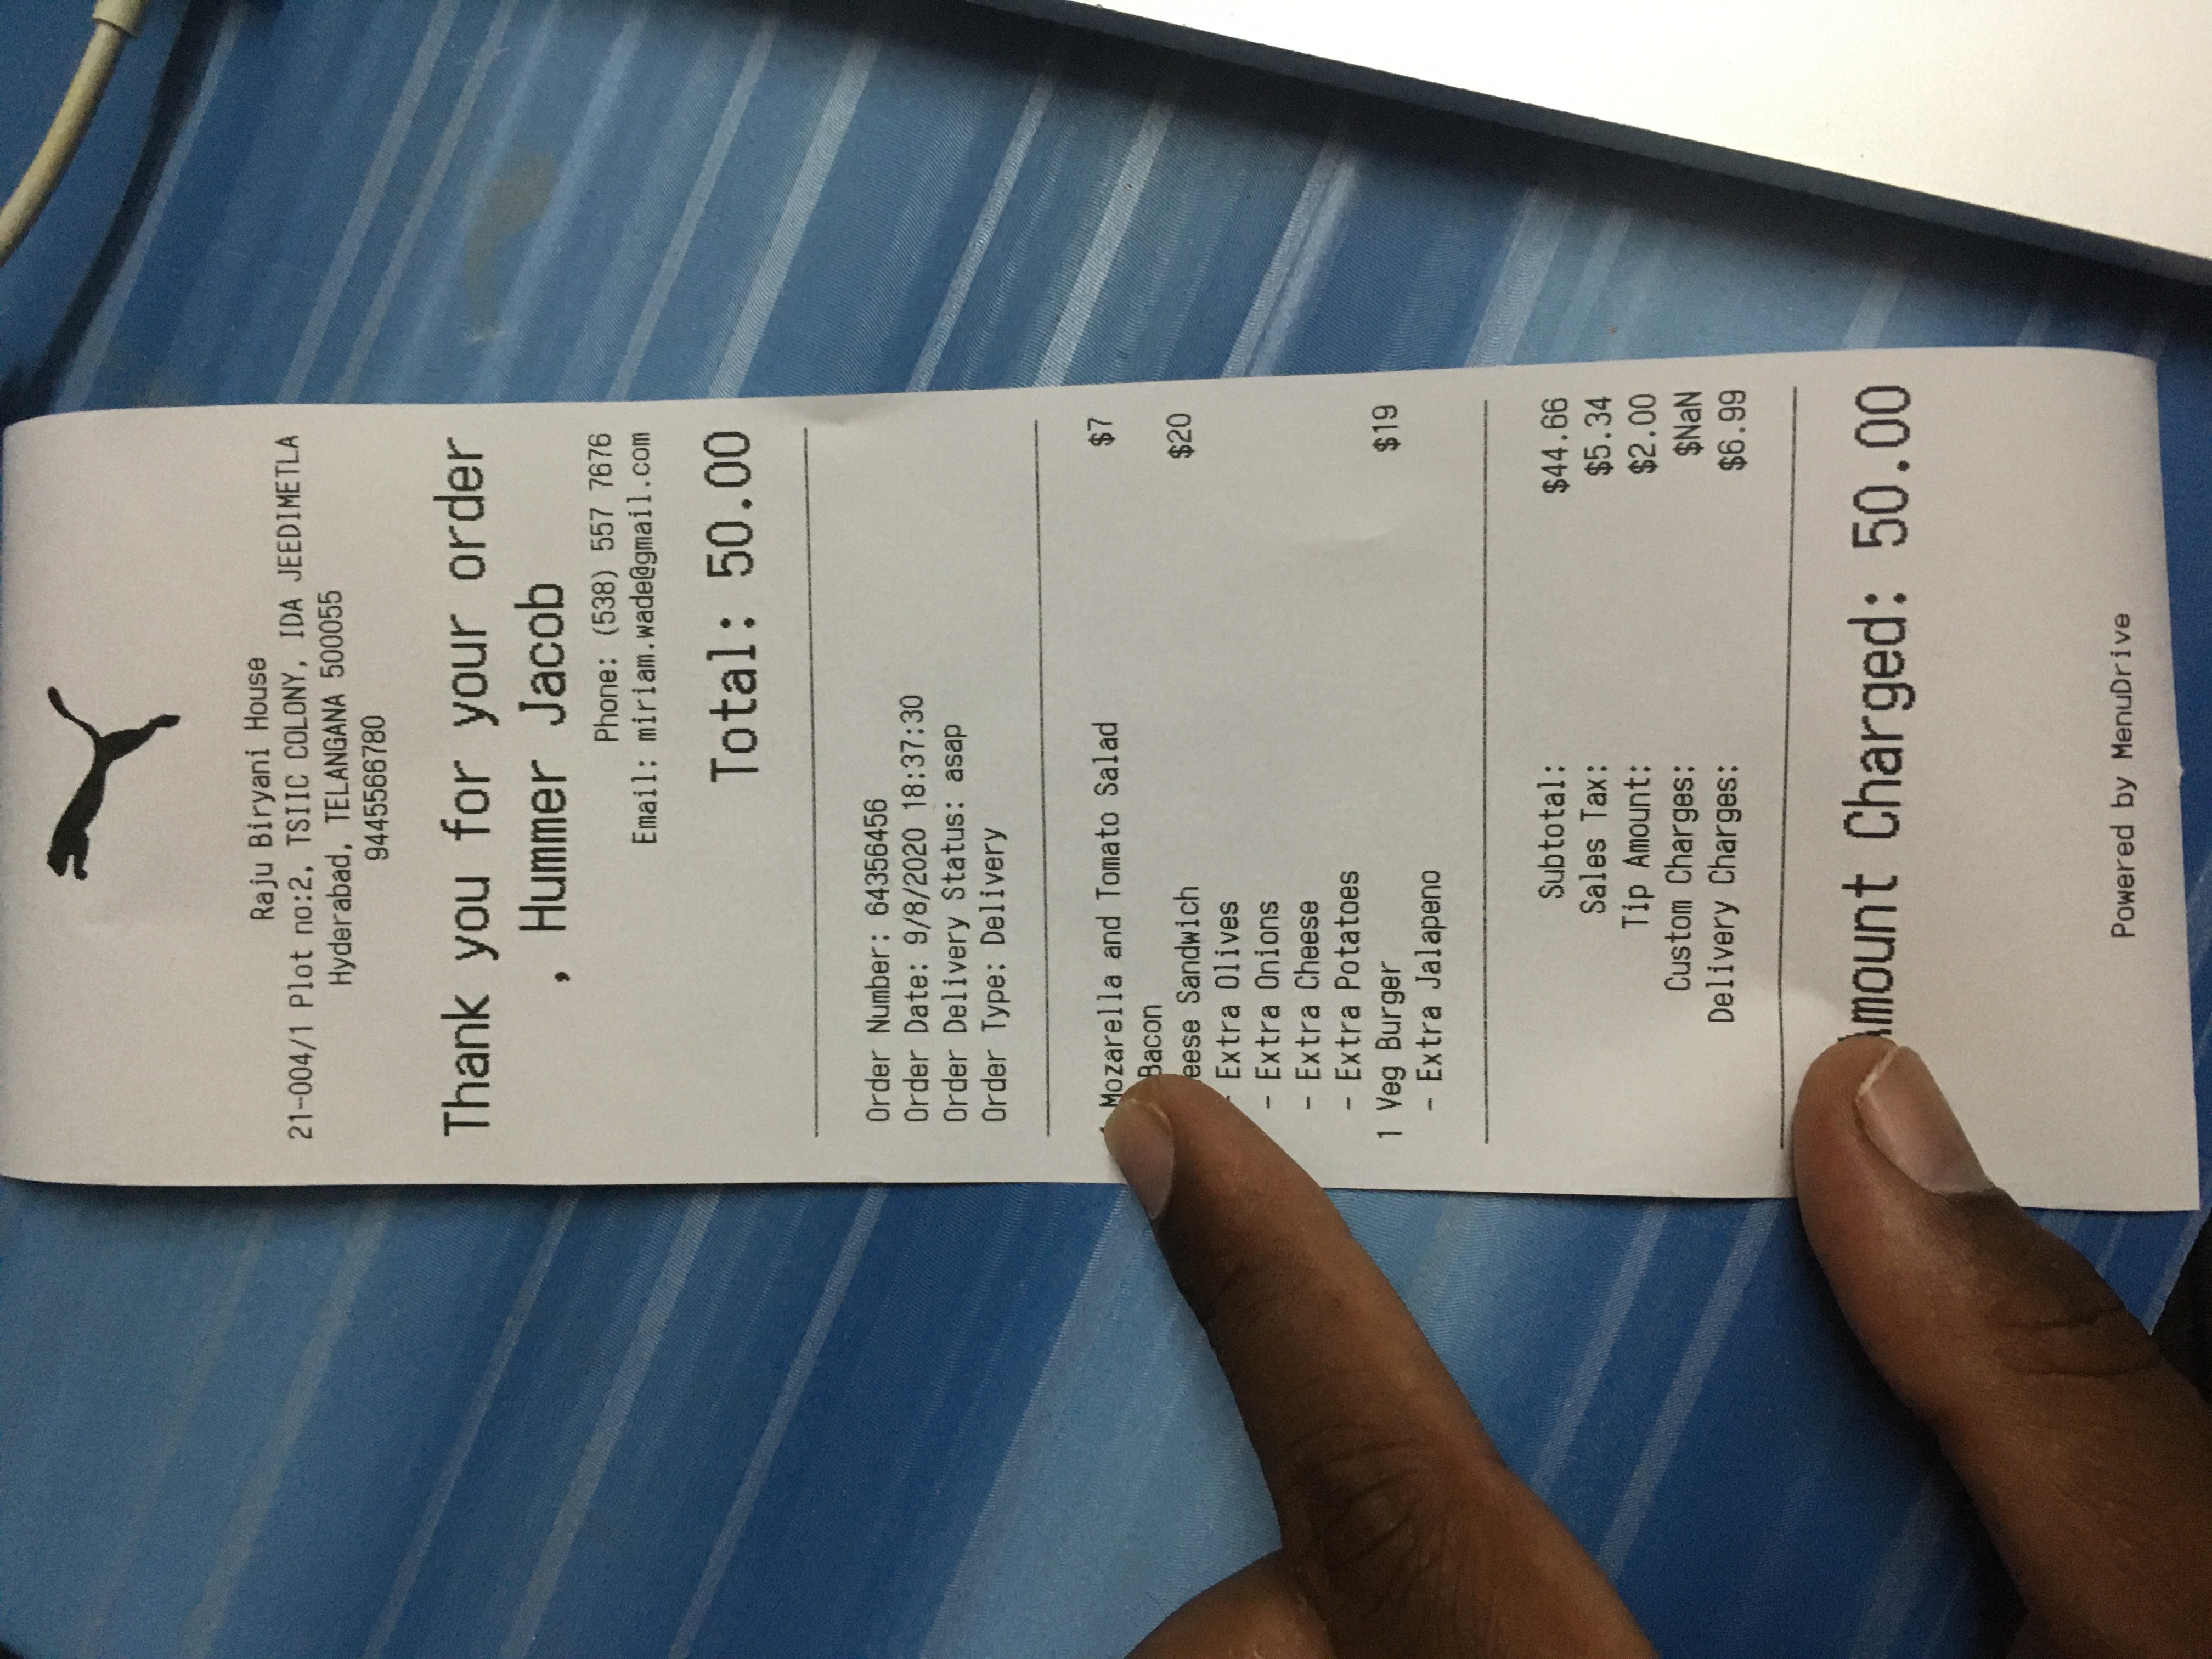 Raju Biryani House
21-004/1 Plot no:2, TSIIC COLONY, IDA JEEDIMETLA
Hyderabad, TELANGANA 500055
9445566780
Thank you for your order
, Hummer Jacob
Phone: (538) 557 7676
Email: miriam.wade@gmail.com
Total: 50.00
Order Number: 64356456
Order Date: 9/8/2020 18:37:30
Order Delivery Status: asap
Order Type: Delivery
Mozarella and Tomato Salad $7
Bacon
eese Sandwich $20
- Extra Olives
- Extra Onions
- Extra Cheese
- Extra Potatoes
1 Veg Burger $19
- Extra Jalapeno
Subtotal: $44.66
Sales Tax: $5.34
Tip Amount: $2.00
Custom Charges: $NaN
Delivery Charges: $6.99
Amount Charged: 50.00
Powered by MenuDrive